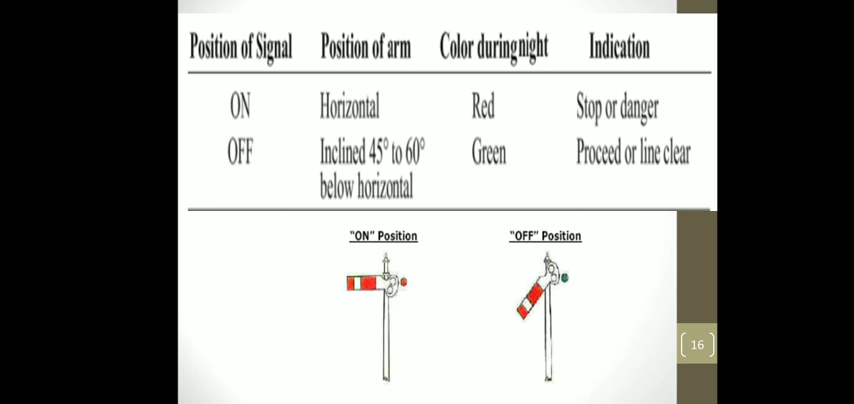 Position of Signal Position of arm Color during night Indication
ON Horizontal Red Stop or danger
OFF Inclined 45° to 60° Green Proceed or line clear
below horizontal
"ON" Position "OFF" Position
16